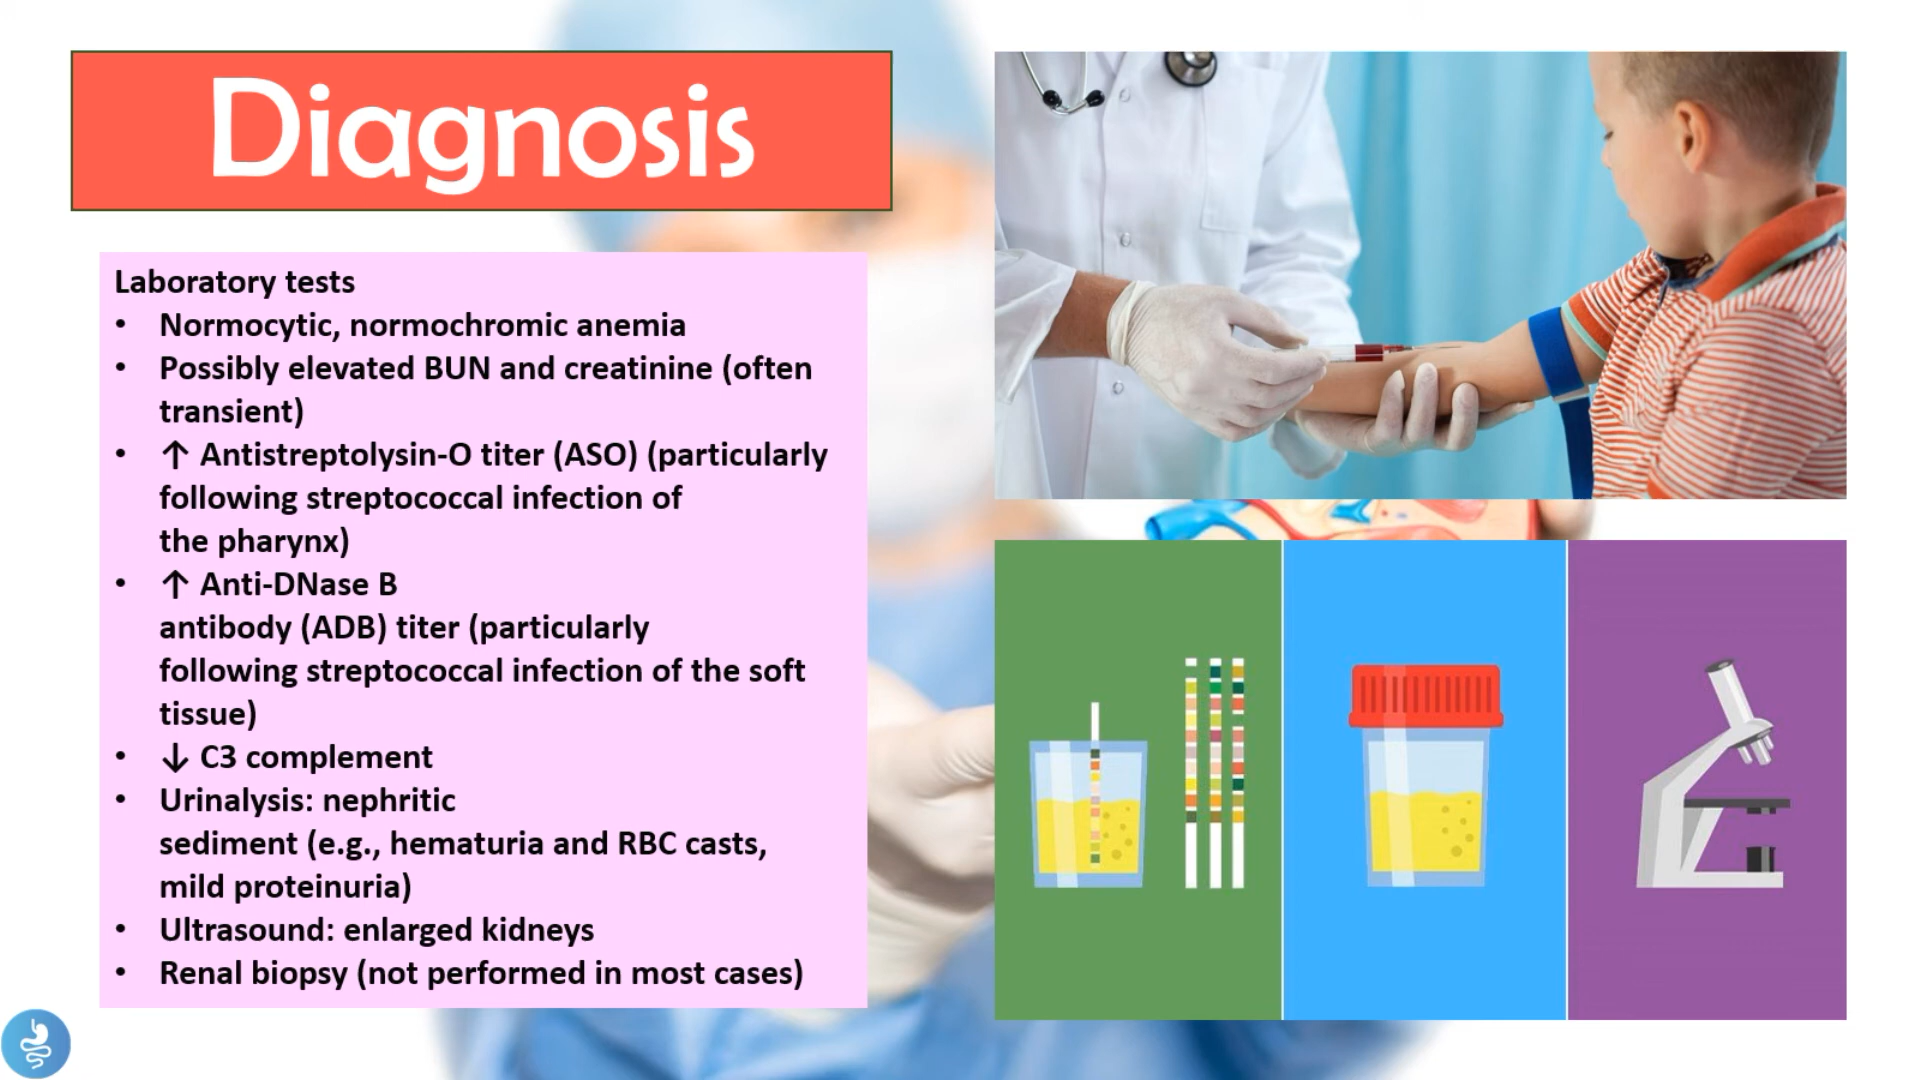 Diagnosis
Laboratory tests
• Normocytic, normochromic anemia
• Possibly elevated BUN and creatinine (often
transient)
• ↑ Antistreptolysin-O titer (ASO) (particularly
following streptococcal infection of
the pharynx)
• ↑ Anti-DNase B
antibody (ADB) titer (particularly
following streptococcal infection of the soft
tissue)
• ↓ C3 complement
• Urinalysis: nephritic
sediment (e.g., hematuria and RBC casts,
mild proteinuria)
• Ultrasound: enlarged kidneys
• Renal biopsy (not performed in most cases)